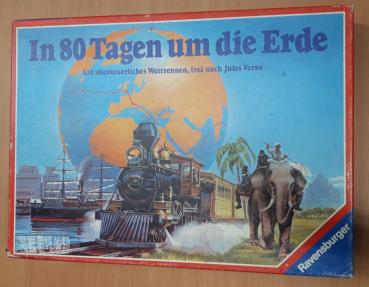 In 80 Tagen um die Erde
Ein abenteuerliches Wettrennen, frei nach Jules Verne
Ravensburger